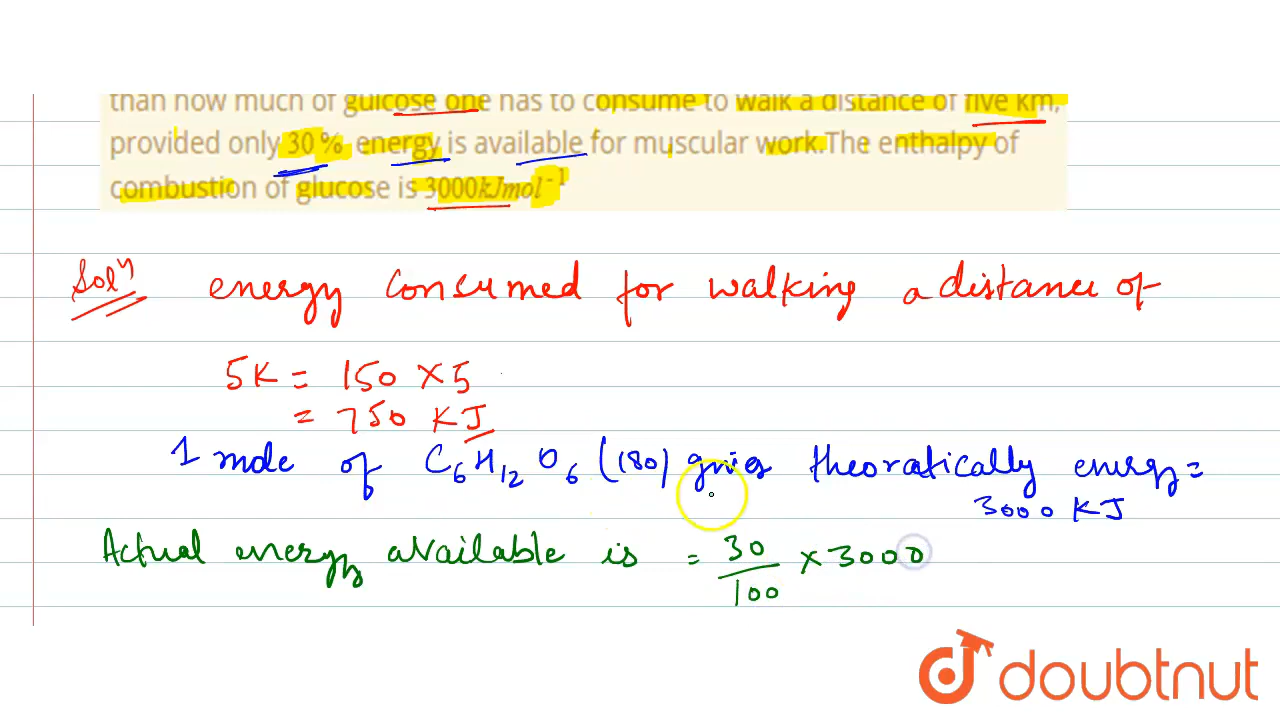 than how much of gulcose one has to consume to walk a distance of five km,
provided only 30% energy is available for muscular work.The enthalpy of
combustion of glucose is 3000kJmol⁻¹
Solⁿ energy consumed for walking a distance of
5K = 150 × 5
= 750 KJ
1 mole of C₆H₁₂O₆ (180) gives theoratically energy =
3000 KJ
Actual energy available is = 30/100 × 3000
doubtnut